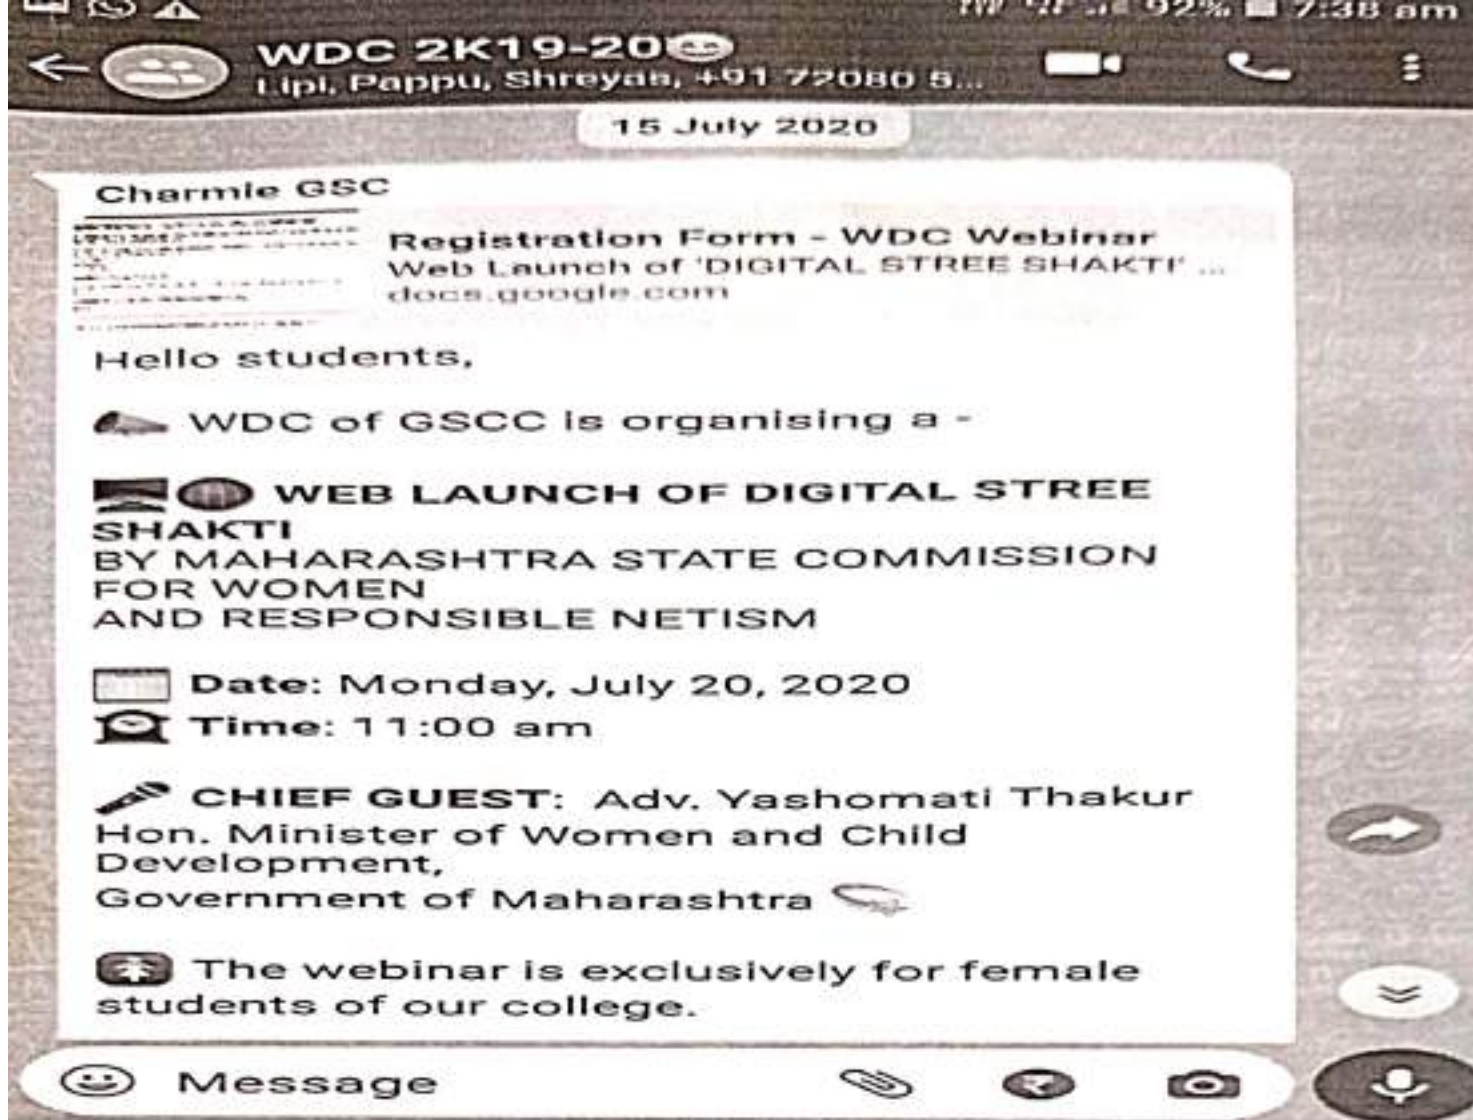 92% 7:38 am
WDC 2K19-20
Lipi, Pappu, Shreyas, +91 72080 5...
15 July 2020
Charmie GSC
Registration Form - WDC Webinar
Web Launch of 'DIGITAL STREE SHAKTI' ...
docs.google.com
Hello students,
WDC of GSCC is organising a -
WEB LAUNCH OF DIGITAL STREE
SHAKTI
BY MAHARASHTRA STATE COMMISSION
FOR WOMEN
AND RESPONSIBLE NETISM
Date: Monday, July 20, 2020
Time: 11:00 am
CHIEF GUEST: Adv. Yashomati Thakur
Hon. Minister of Women and Child
Development,
Government of Maharashtra
The webinar is exclusively for female
students of our college.
Message